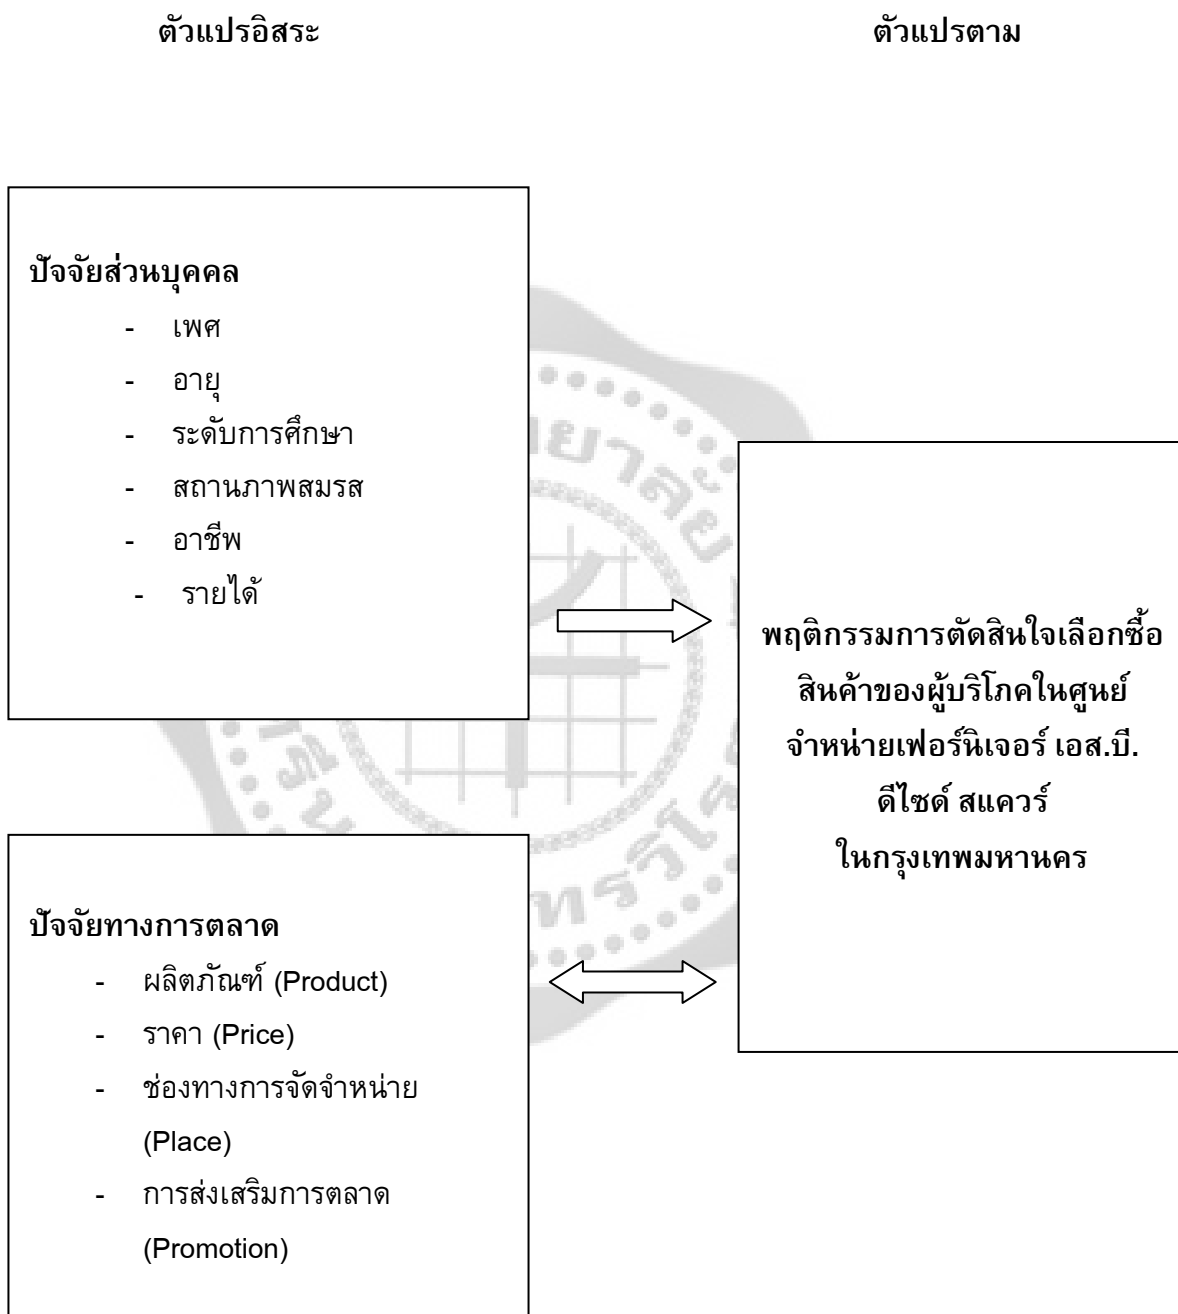 ตัวแปรอิสระ
ตัวแปรตาม
ปัจจัยส่วนบุคคล
- เพศ
- อายุ
- ระดับการศึกษา
- สถานภาพสมรส
- อาชีพ
- รายได้
พฤติกรรมการตัดสินใจเลือกซื้อ
สินค้าของผู้บริโภคในศูนย์
จำหน่ายเฟอร์นิเจอร์ เอส.บี.
ดีไซด์ สแควร์
ในกรุงเทพมหานคร
ปัจจัยทางการตลาด
- ผลิตภัณฑ์ (Product)
- ราคา (Price)
- ช่องทางการจัดจำหน่าย
(Place)
- การส่งเสริมการตลาด
(Promotion)